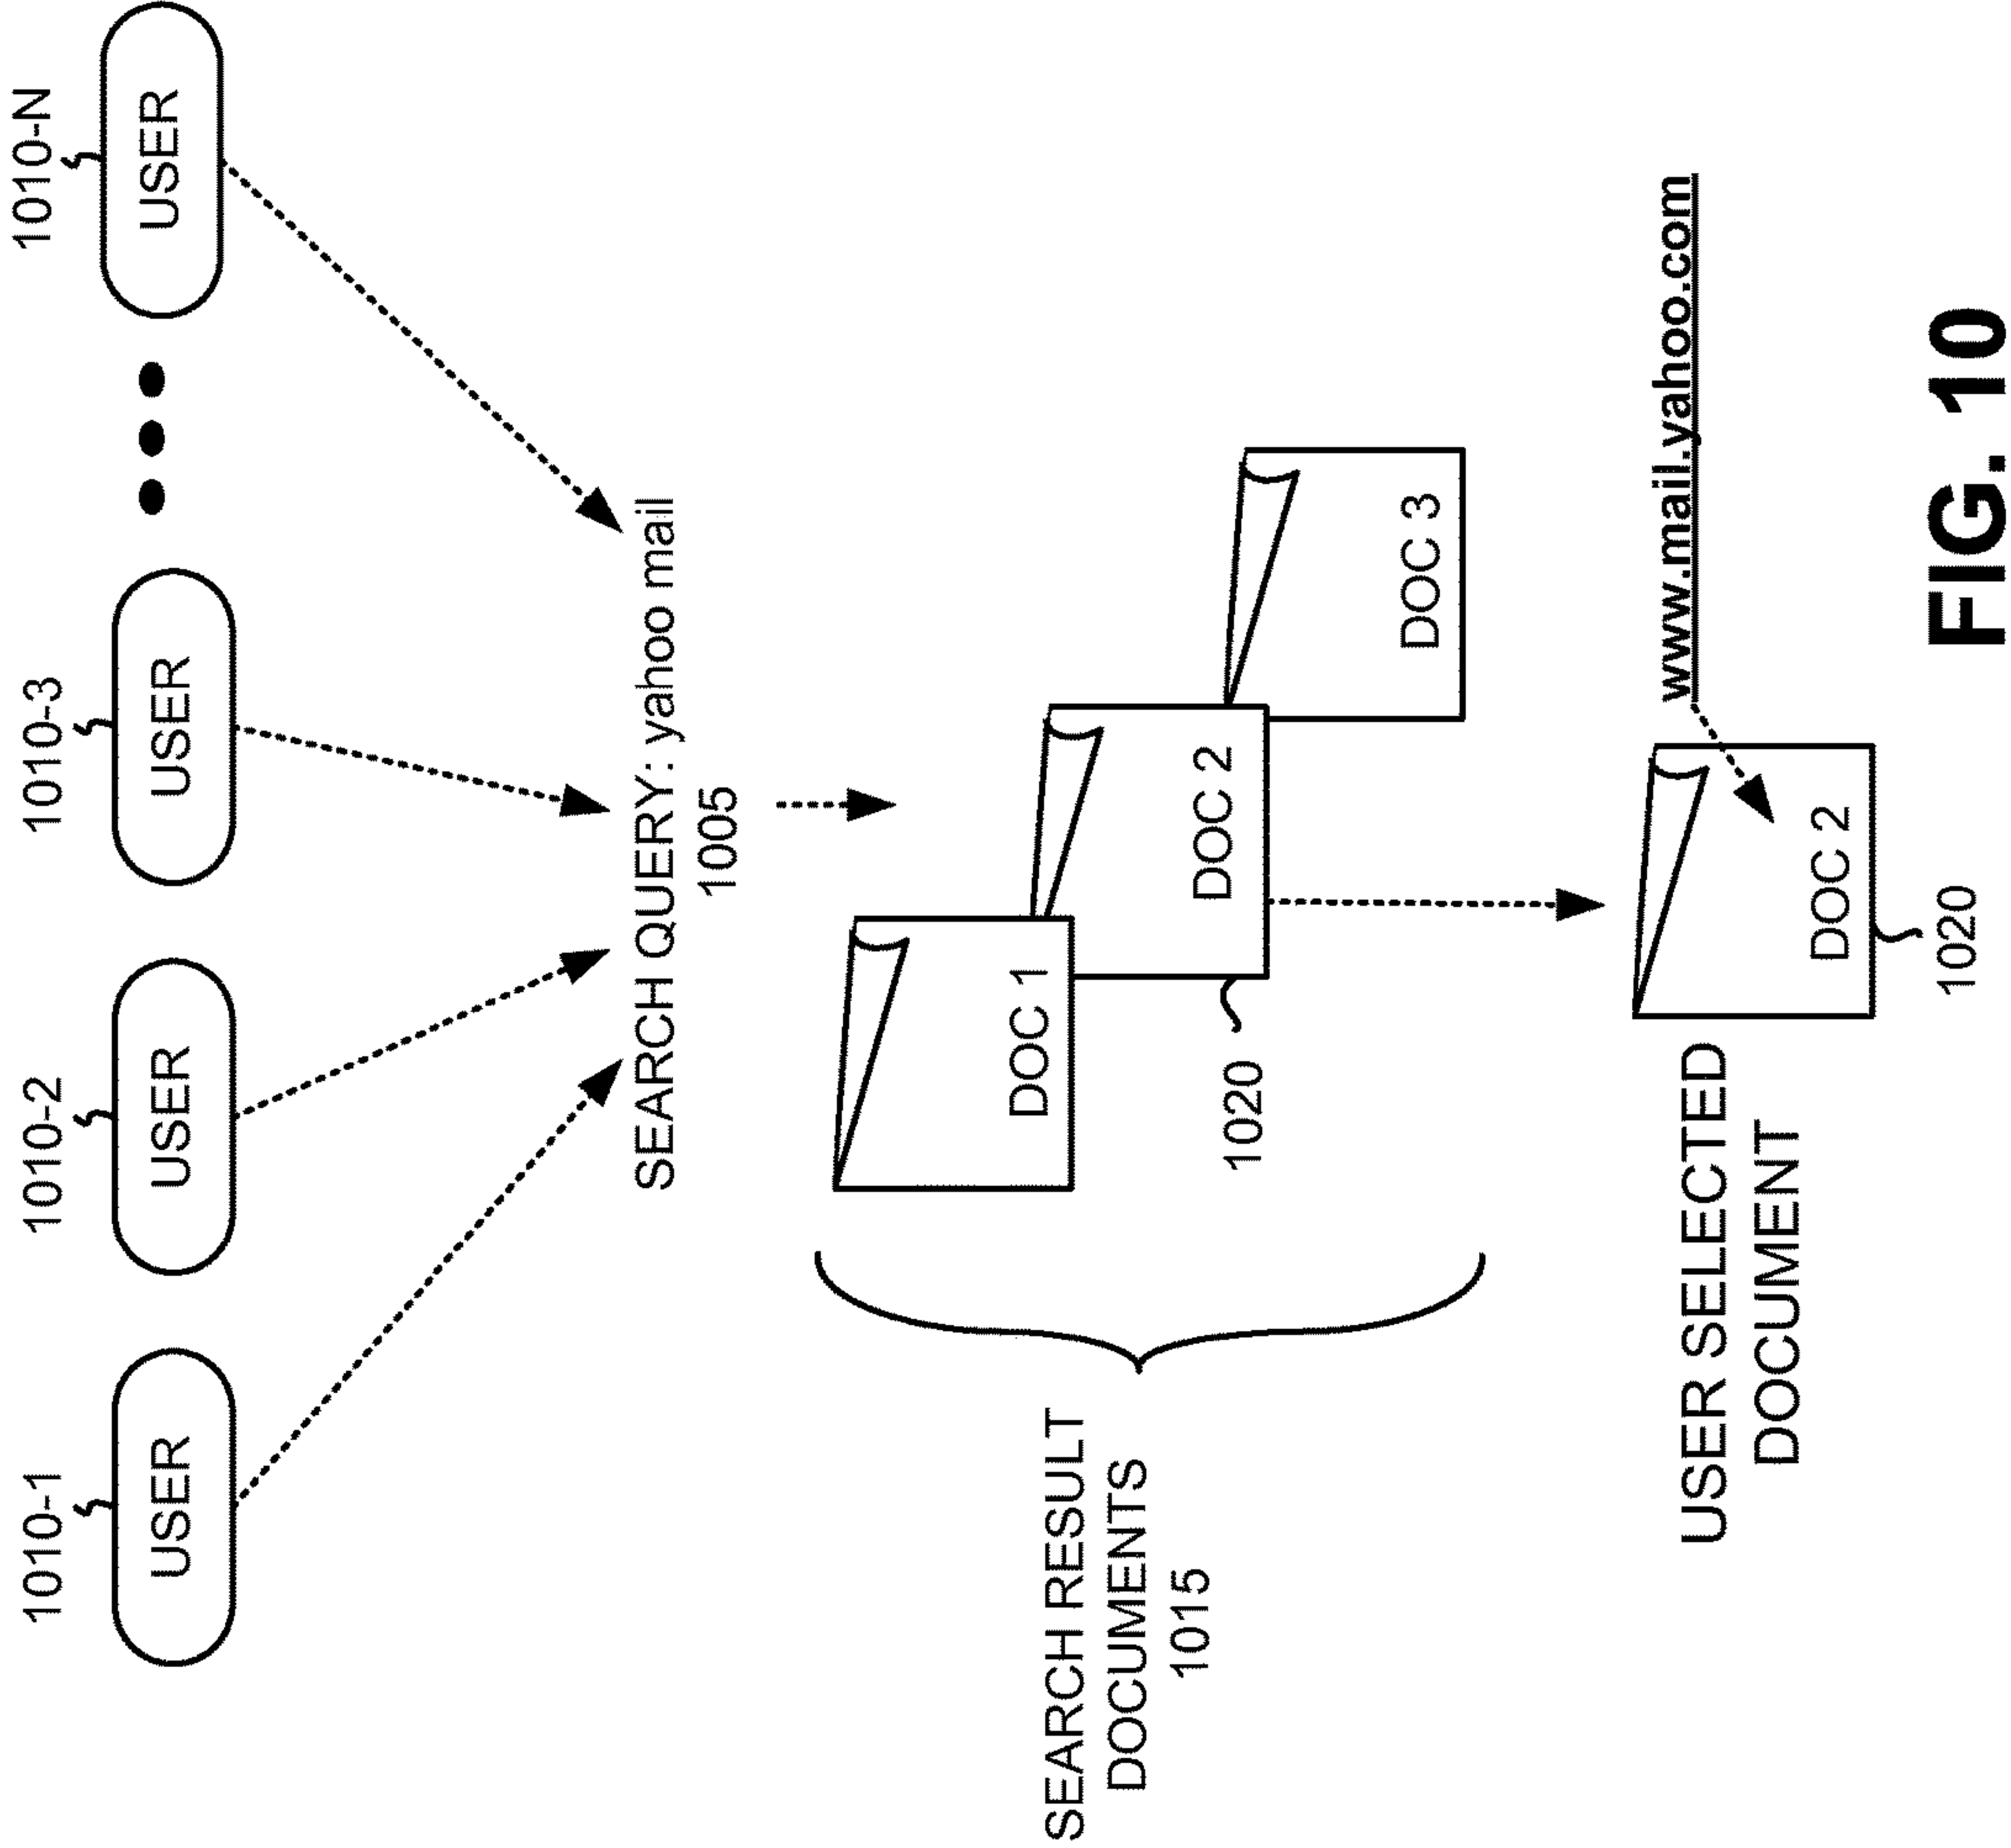 1010-1
1010-2
1010-3
1010-N
USER
USER
USER
USER
SEARCH QUERY: yahoo mail
1005
DOC 1
DOC 2
DOC 3
1020
SEARCH RESULT
DOCUMENTS
1015
USER SELECTED
DOCUMENT
DOC 2
1020
www.mail.yahoo.com
FIG. 10